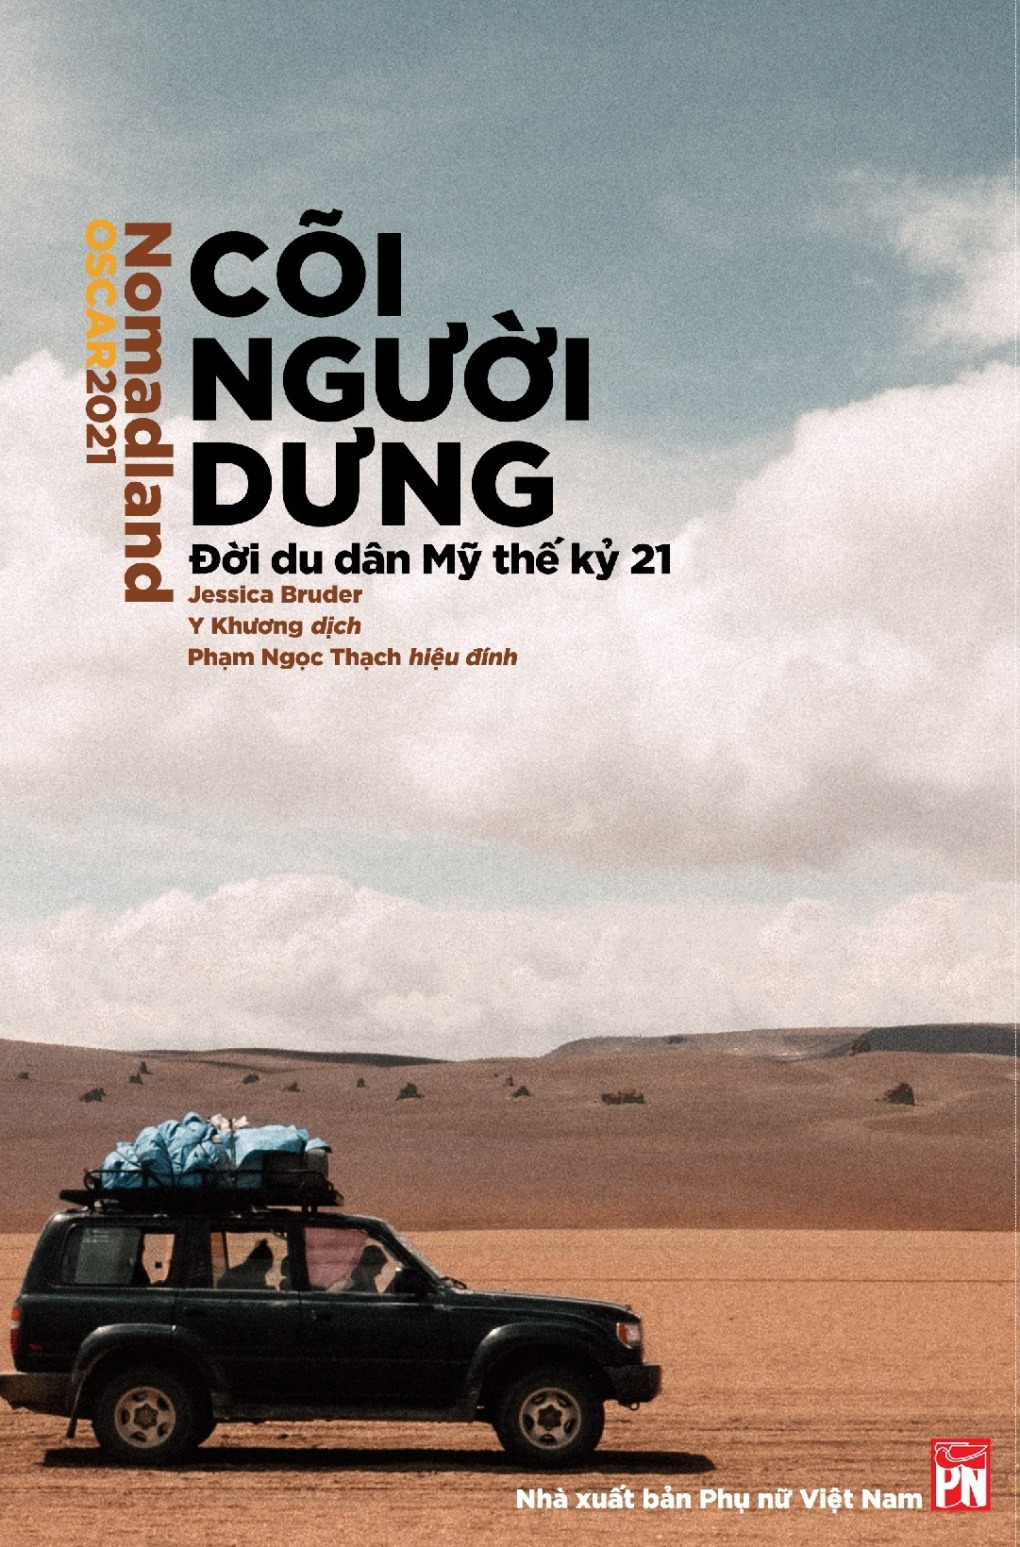 Nomadland
OSCAR2021
CÕI
NGƯỜI
DƯNG
Đời du dân Mỹ thế kỷ 21
Jessica Bruder
Y Khương dịch
Phạm Ngọc Thạch hiệu đính
Nhà xuất bản Phụ nữ Việt Nam
PN